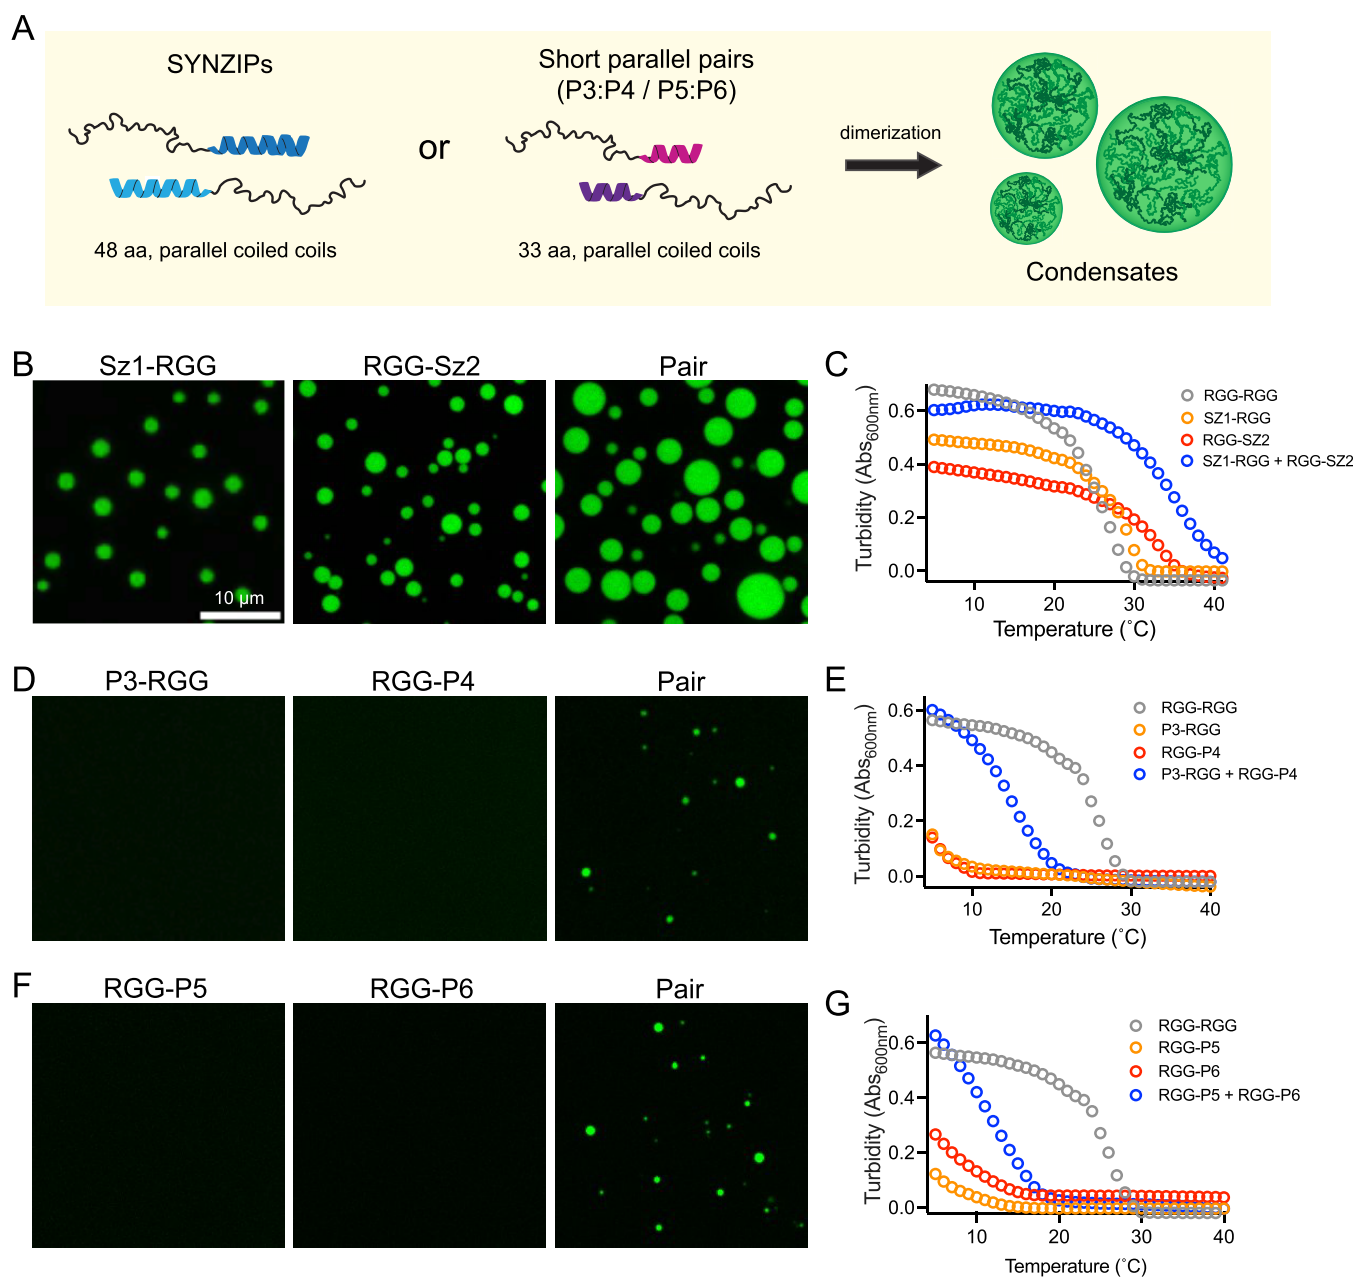 A
SYNZIPs
Short parallel pairs
(P3:P4 / P5:P6)
or
dimerization
48 aa, parallel coiled coils
33 aa, parallel coiled coils
Condensates
B
Sz1-RGG
RGG-Sz2
Pair
10 µm
C
Turbidity (Abs600nm)
0.6
0.4
0.2
0.0
10
20
30
40
Temperature (˚C)
RGG-RGG
SZ1-RGG
RGG-SZ2
SZ1-RGG + RGG-SZ2
D
P3-RGG
RGG-P4
Pair
E
Turbidity (Abs600nm)
0.6
0.4
0.2
0.0
10
20
30
40
Temperature (˚C)
RGG-RGG
P3-RGG
RGG-P4
P3-RGG + RGG-P4
F
RGG-P5
RGG-P6
Pair
G
Turbidity (Abs600nm)
0.6
0.4
0.2
0.0
10
20
30
40
Temperature (˚C)
RGG-RGG
RGG-P5
RGG-P6
RGG-P5 + RGG-P6